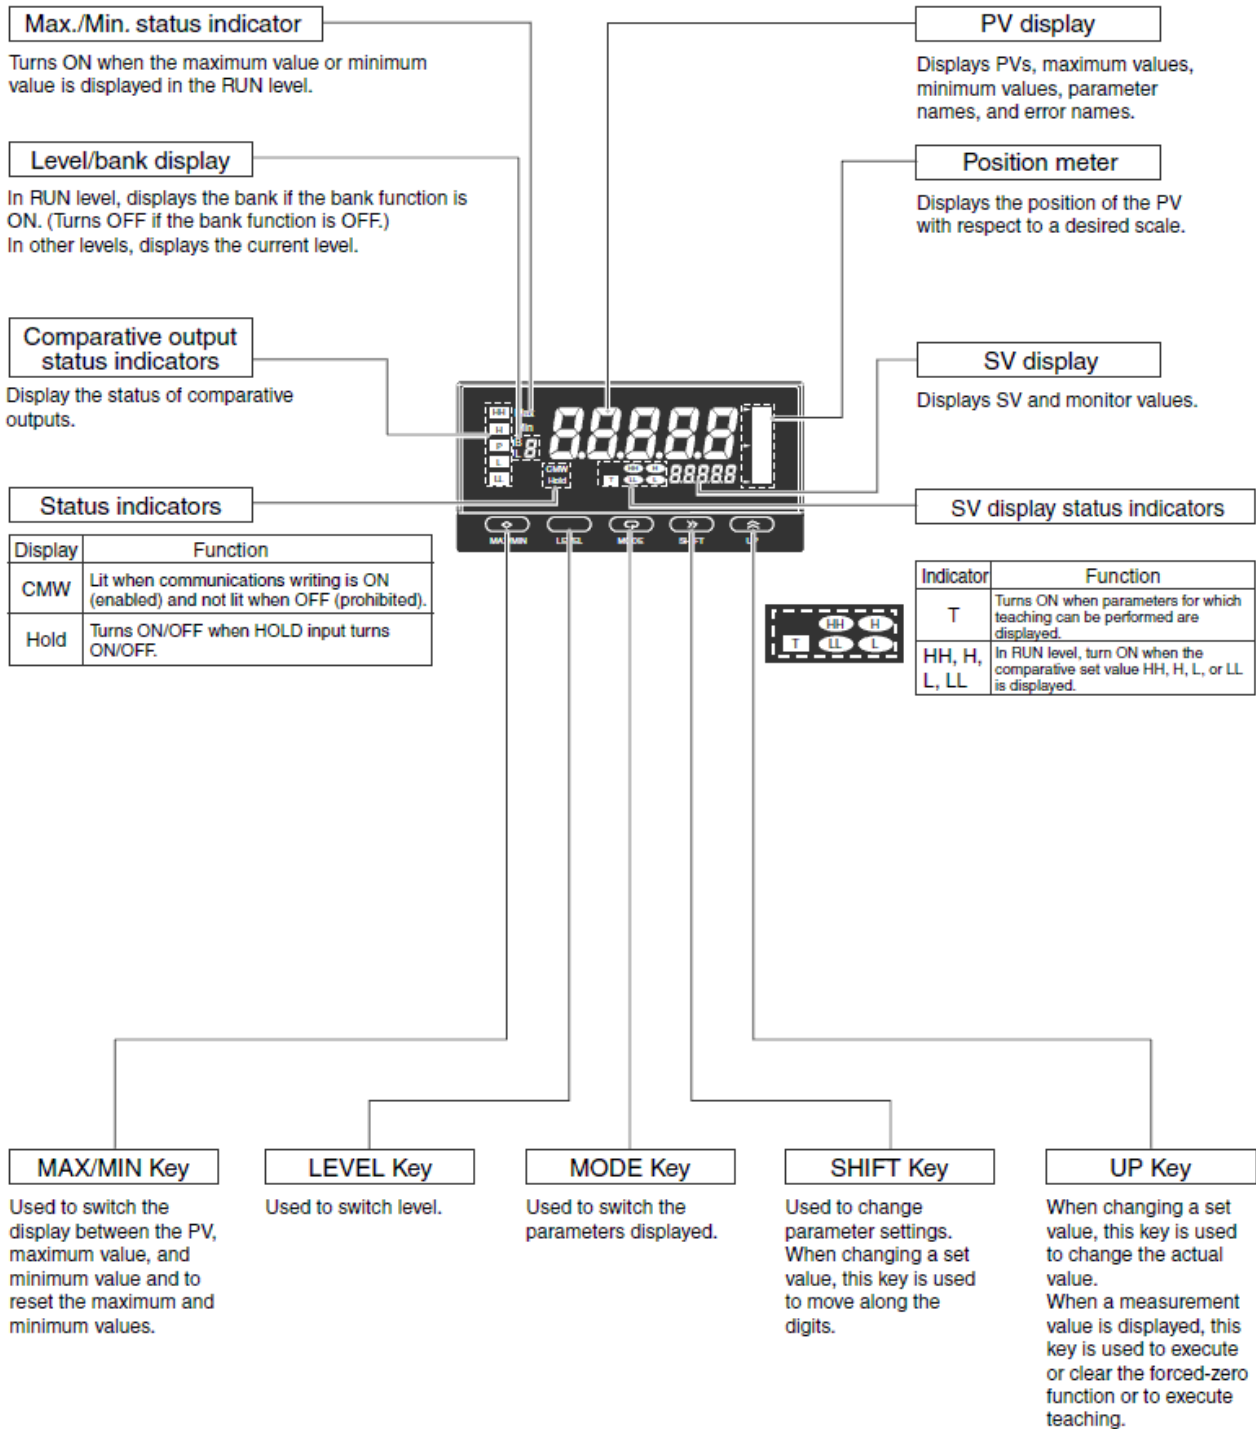 Max./Min. status indicator
Turns ON when the maximum value or minimum
value is displayed in the RUN level.
Level/bank display
In RUN level, displays the bank if the bank function is
ON. (Turns OFF if the bank function is OFF.)
In other levels, displays the current level.
Comparative output
status indicators
Display the status of comparative
outputs.
Status indicators
Display Function
CMW Lit when communications writing is ON
(enabled) and not lit when OFF (prohibited).
Hold Turns ON/OFF when HOLD input turns
ON/OFF.
PV display
Displays PVs, maximum values,
minimum values, parameter
names, and error names.
Position meter
Displays the position of the PV
with respect to a desired scale.
SV display
Displays SV and monitor values.
SV display status indicators
Indicator Function
T Turns ON when parameters for which
teaching can be performed are
displayed.
HH, H,
L, LL
In RUN level, turn ON when the
comparative set value HH, H, L, or LL
is displayed.
HH Max
H Min
P B
L L 8
LL
88888
CMW
Hold
T HH H
LL L
88888
MAX/MIN LEVEL MODE SHIFT UP
HH H
T LL L
MAX/MIN Key
Used to switch the
display between the PV,
maximum value, and
minimum value and to
reset the maximum and
minimum values.
LEVEL Key
Used to switch level.
MODE Key
Used to switch the
parameters displayed.
SHIFT Key
Used to change
parameter settings.
When changing a set
value, this key is used
to move along the
digits.
UP Key
When changing a set
value, this key is used
to change the actual
value.
When a measurement
value is displayed, this
key is used to execute
or clear the forced-zero
function or to execute
teaching.